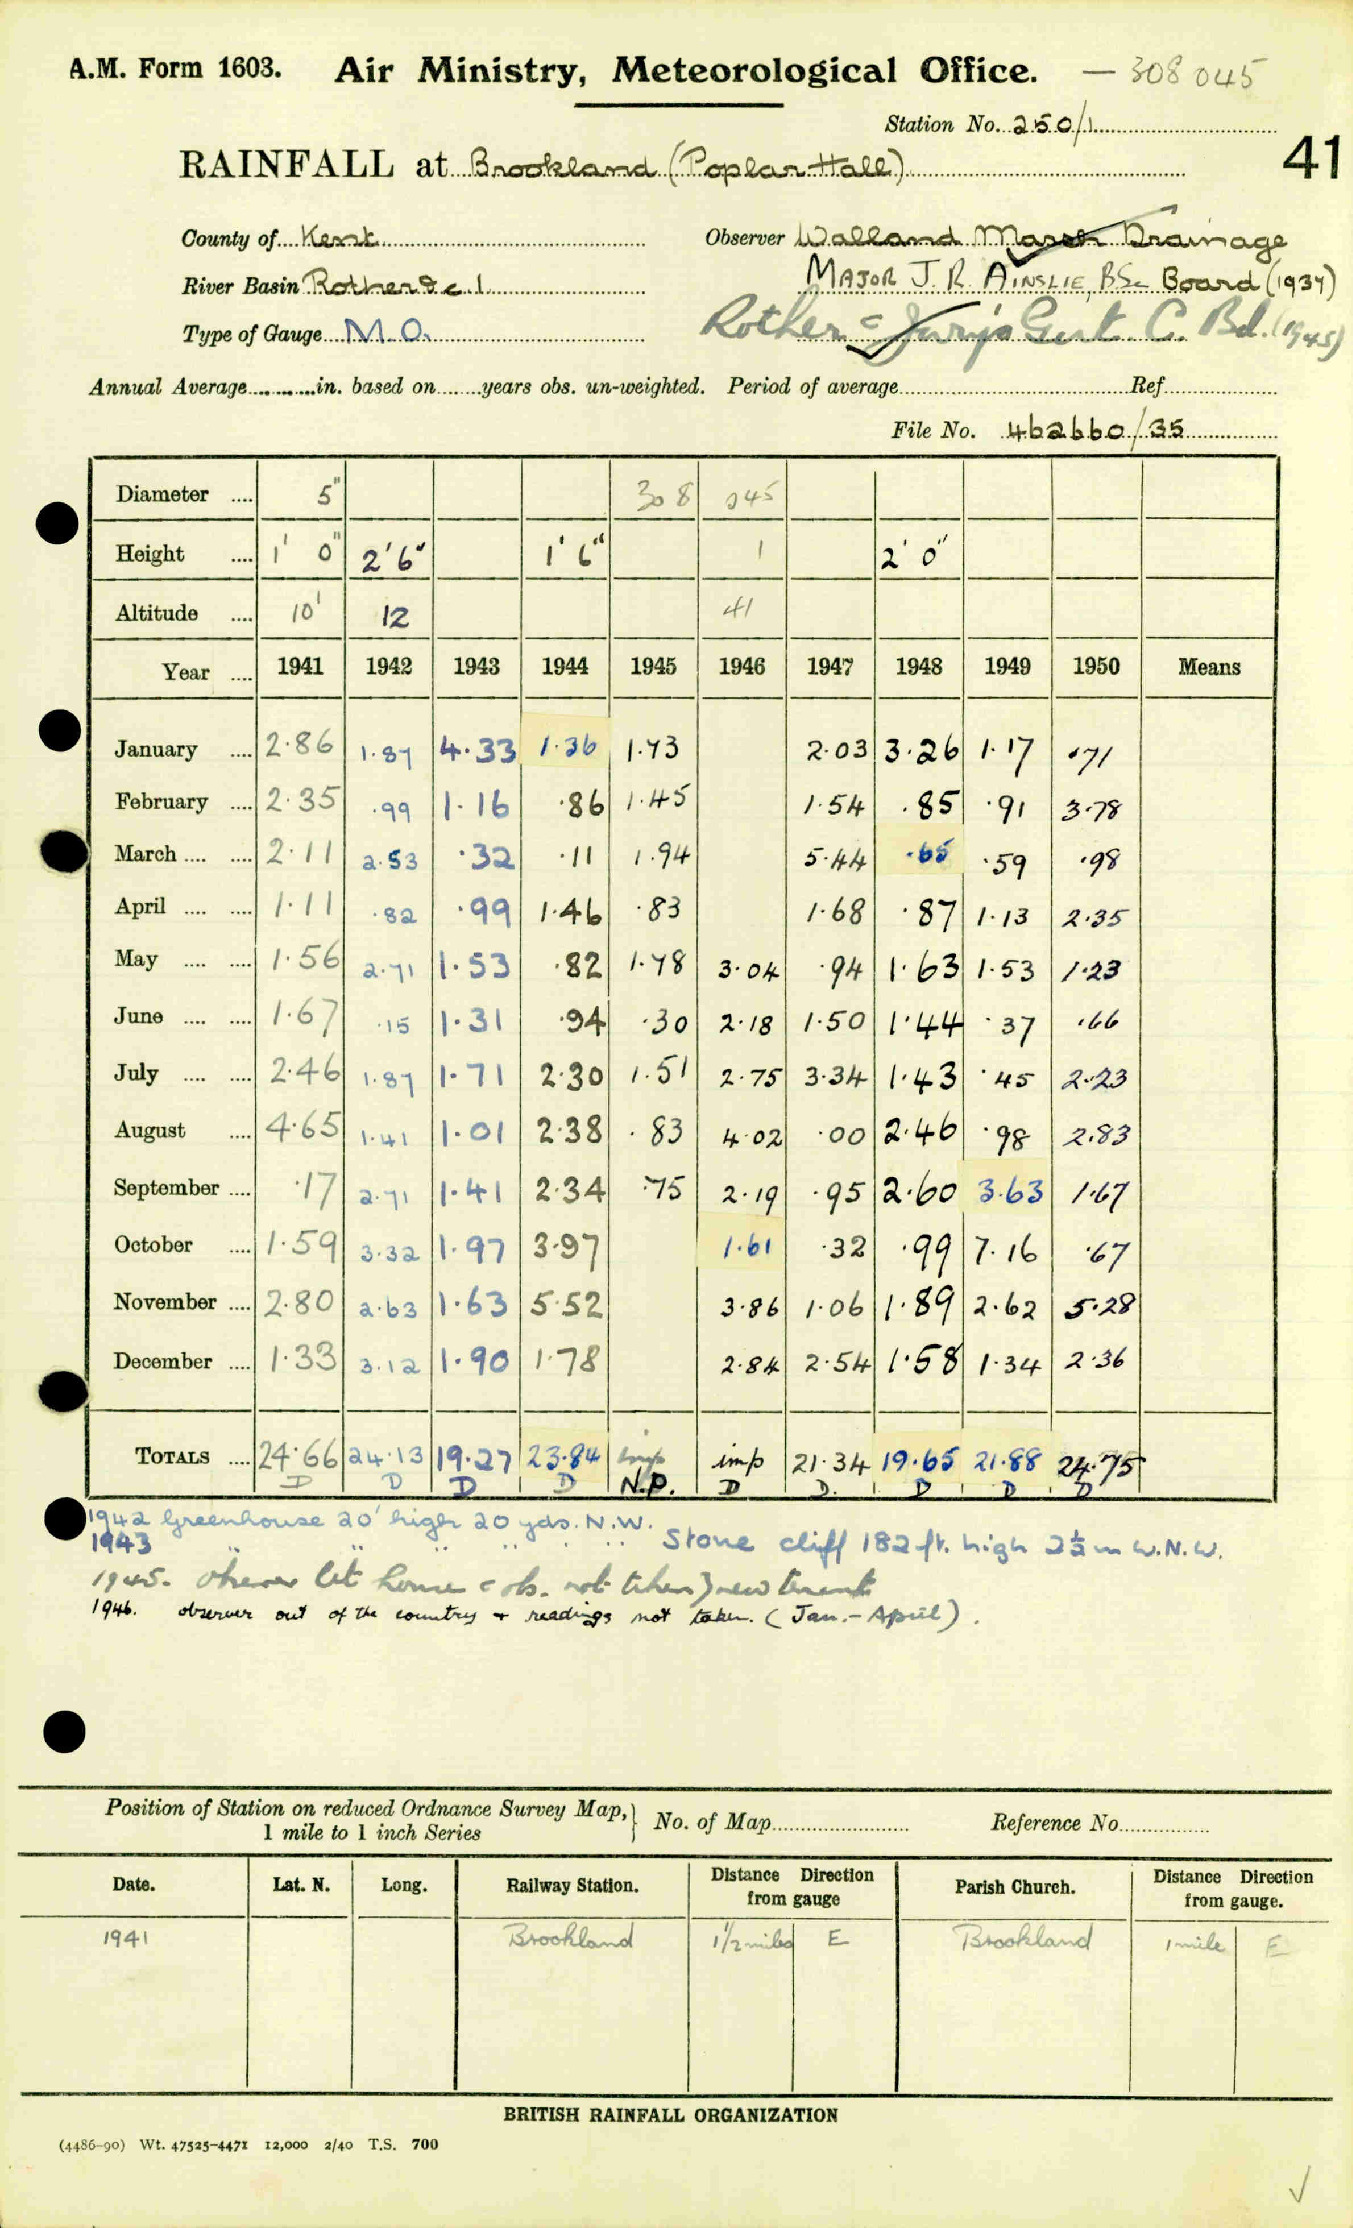 A.M. Form 1603. Air Ministry, Meteorological Office. — 308 045
Station No. 250/1
41
RAINFALL at Brookland (Poplar Hall)
County of Kent Observer Walland Marsh Drainage
River Basin Rother &c 1 MAJOR J. R. AINSLIE, BSc Board (1937)
Type of Gauge M.O. Rother Jury's Gut C. Bd. (1945)
Annual Average in. based on years obs. un-weighted. Period of average Ref
File No. 462660/35
Diameter .... 5" 308 045
Height .... 1' 0" 2'6" 1' 6" 1 2' 0"
Altitude .... 10' 12 41
Year .... 1941 1942 1943 1944 1945 1946 1947 1948 1949 1950 Means
January .... 2.86 1.87 4.33 1.36 1.73 2.03 3.26 1.17 .71
February .... 2.35 .99 1.16 .86 1.45 1.54 .85 .91 3.78
March .... .... 2.11 2.53 .32 .11 1.94 5.44 .65 .59 .98
April .... .... 1.11 .82 .99 1.46 .83 1.68 .87 1.13 2.35
May .... .... 1.56 2.71 1.53 .82 1.78 3.04 .94 1.63 1.53 1.23
June .... .... 1.67 .15 1.31 .94 .30 2.18 1.50 1.44 .37 .66
July .... .... 2.46 1.87 1.71 2.30 1.51 2.75 3.34 1.43 .45 2.23
August .... 4.65 1.41 1.01 2.38 .83 4.02 .00 2.46 .98 2.83
September .... .17 2.71 1.41 2.34 .75 2.19 .95 2.60 3.63 1.67
October .... 1.59 3.32 1.97 3.97 1.61 .32 .99 7.16 .67
November .... 2.80 2.63 1.63 5.52 3.86 1.06 1.89 2.62 5.28
December .... 1.33 3.12 1.90 1.78 2.84 2.54 1.58 1.34 2.36
TOTALS .... 24.66 24.13 19.27 23.84 imp imp 21.34 19.65 21.88 24.75
D D D D N.P. D D. D D D
1942 Greenhouse 20' high 20 yds. N.W.
1943 " " " " " " Stone cliff 182 ft. high 2½ m W.N.W.
1945. observer let house & obs. not taken new tenant
1946. observer out of the country + readings not taken. (Jan.-April).
Position of Station on reduced Ordnance Survey Map, No. of Map Reference No.
1 mile to 1 inch Series
Date. Lat. N. Long. Railway Station. Distance Direction from gauge Parish Church. Distance Direction from gauge.
1941 Brookland 1½ miles E Brookland 1 mile E
BRITISH RAINFALL ORGANIZATION
(4486-90) Wt. 47525-4471 12,000 2/40 T.S. 700